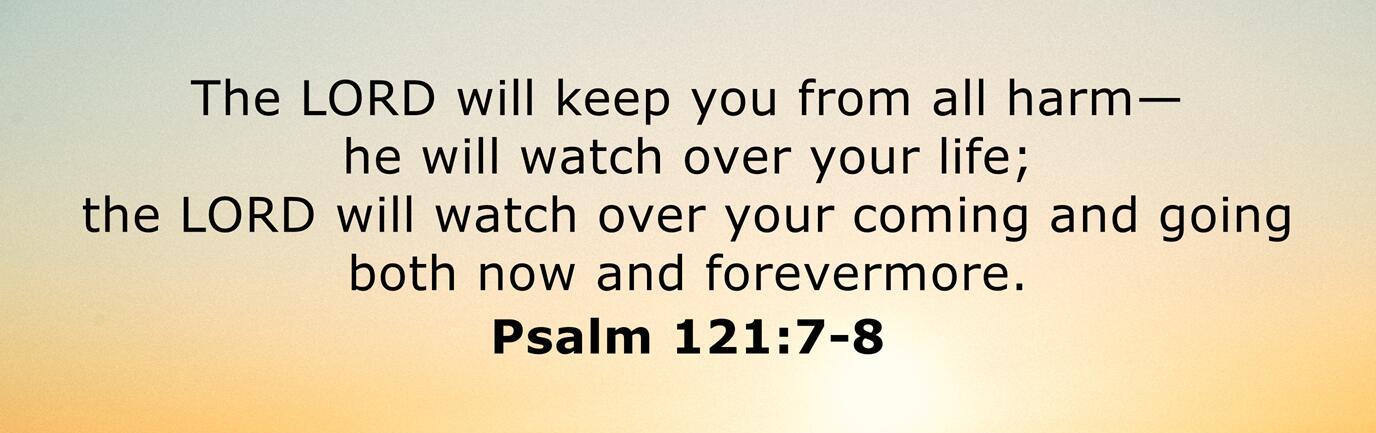 The LORD will keep you from all harm—
he will watch over your life;
the LORD will watch over your coming and going
both now and forevermore.
Psalm 121:7-8